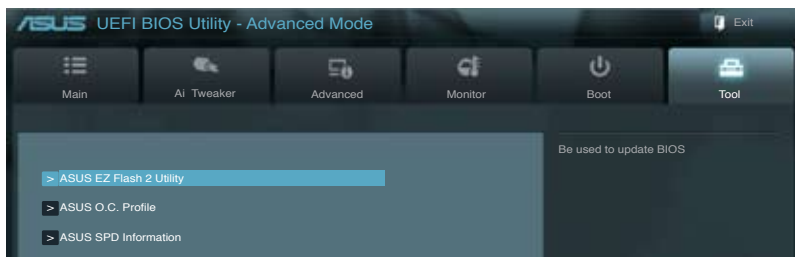 ASUS UEFI BIOS Utility - Advanced Mode
Exit
Main
Ai Tweaker
Advanced
Monitor
Boot
Tool
Be used to update BIOS
> ASUS EZ Flash 2 Utility
> ASUS O.C. Profile
> ASUS SPD Information